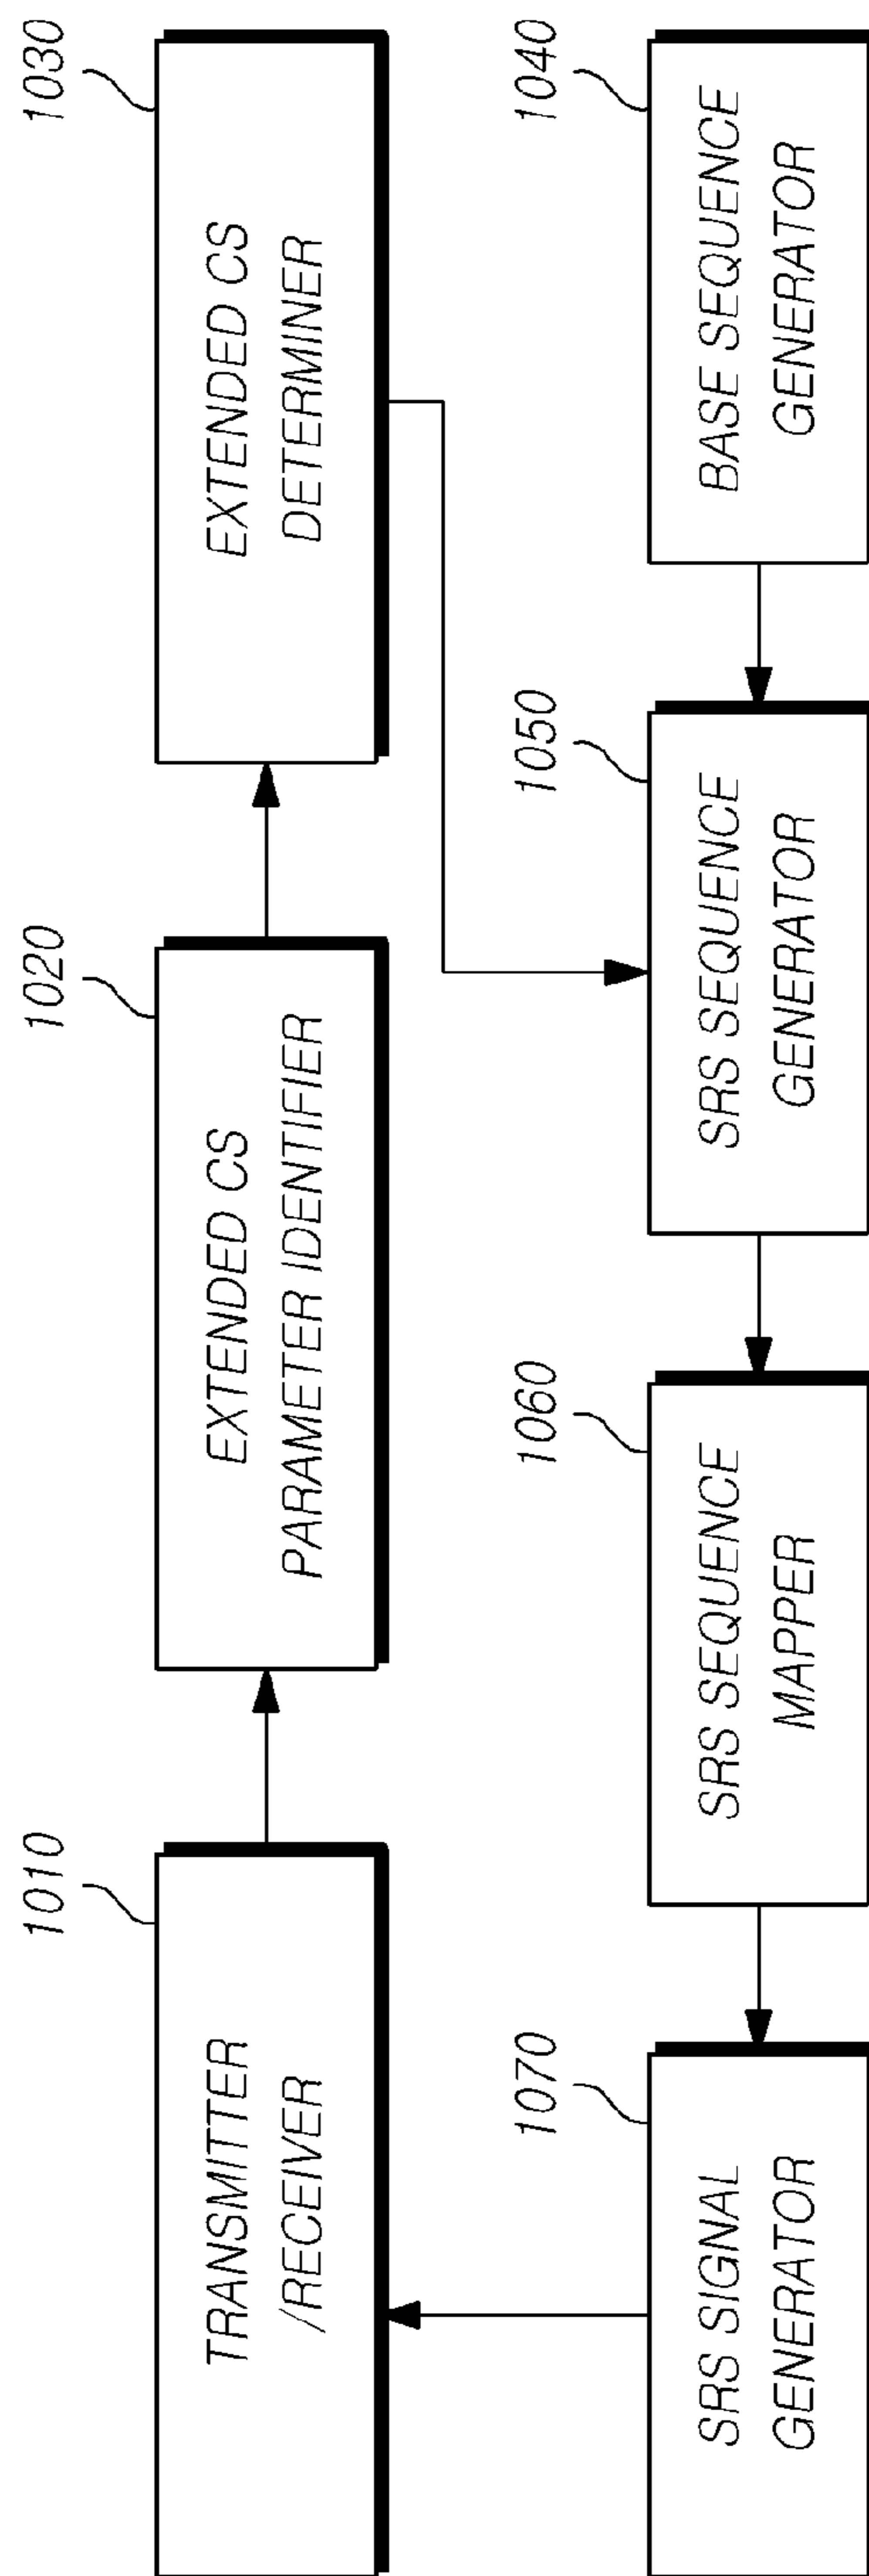 1010
TRANSMITTER
/RECEIVER
1020
EXTENDED CS
PARAMETER IDENTIFIER
1030
EXTENDED CS
DETERMINER
1070
SRS SIGNAL
GENERATOR
1060
SRS SEQUENCE
MAPPER
1050
SRS SEQUENCE
GENERATOR
1040
BASE SEQUENCE
GENERATOR